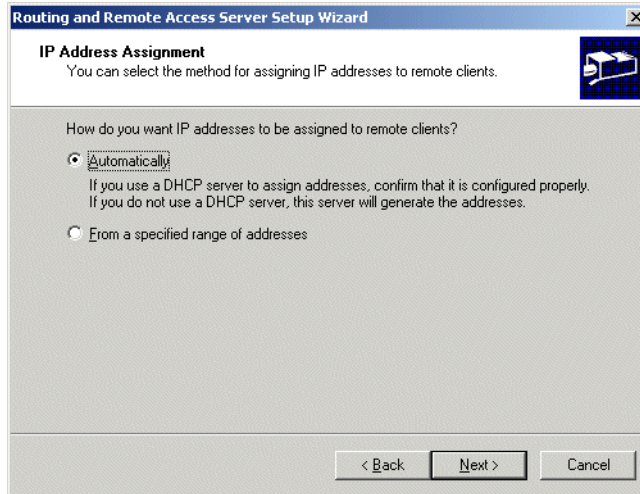 Routing and Remote Access Server Setup Wizard
IP Address Assignment
You can select the method for assigning IP addresses to remote clients.
How do you want IP addresses to be assigned to remote clients?
Automatically
If you use a DHCP server to assign addresses, confirm that it is configured properly.
If you do not use a DHCP server, this server will generate the addresses.
From a specified range of addresses
< Back Next > Cancel